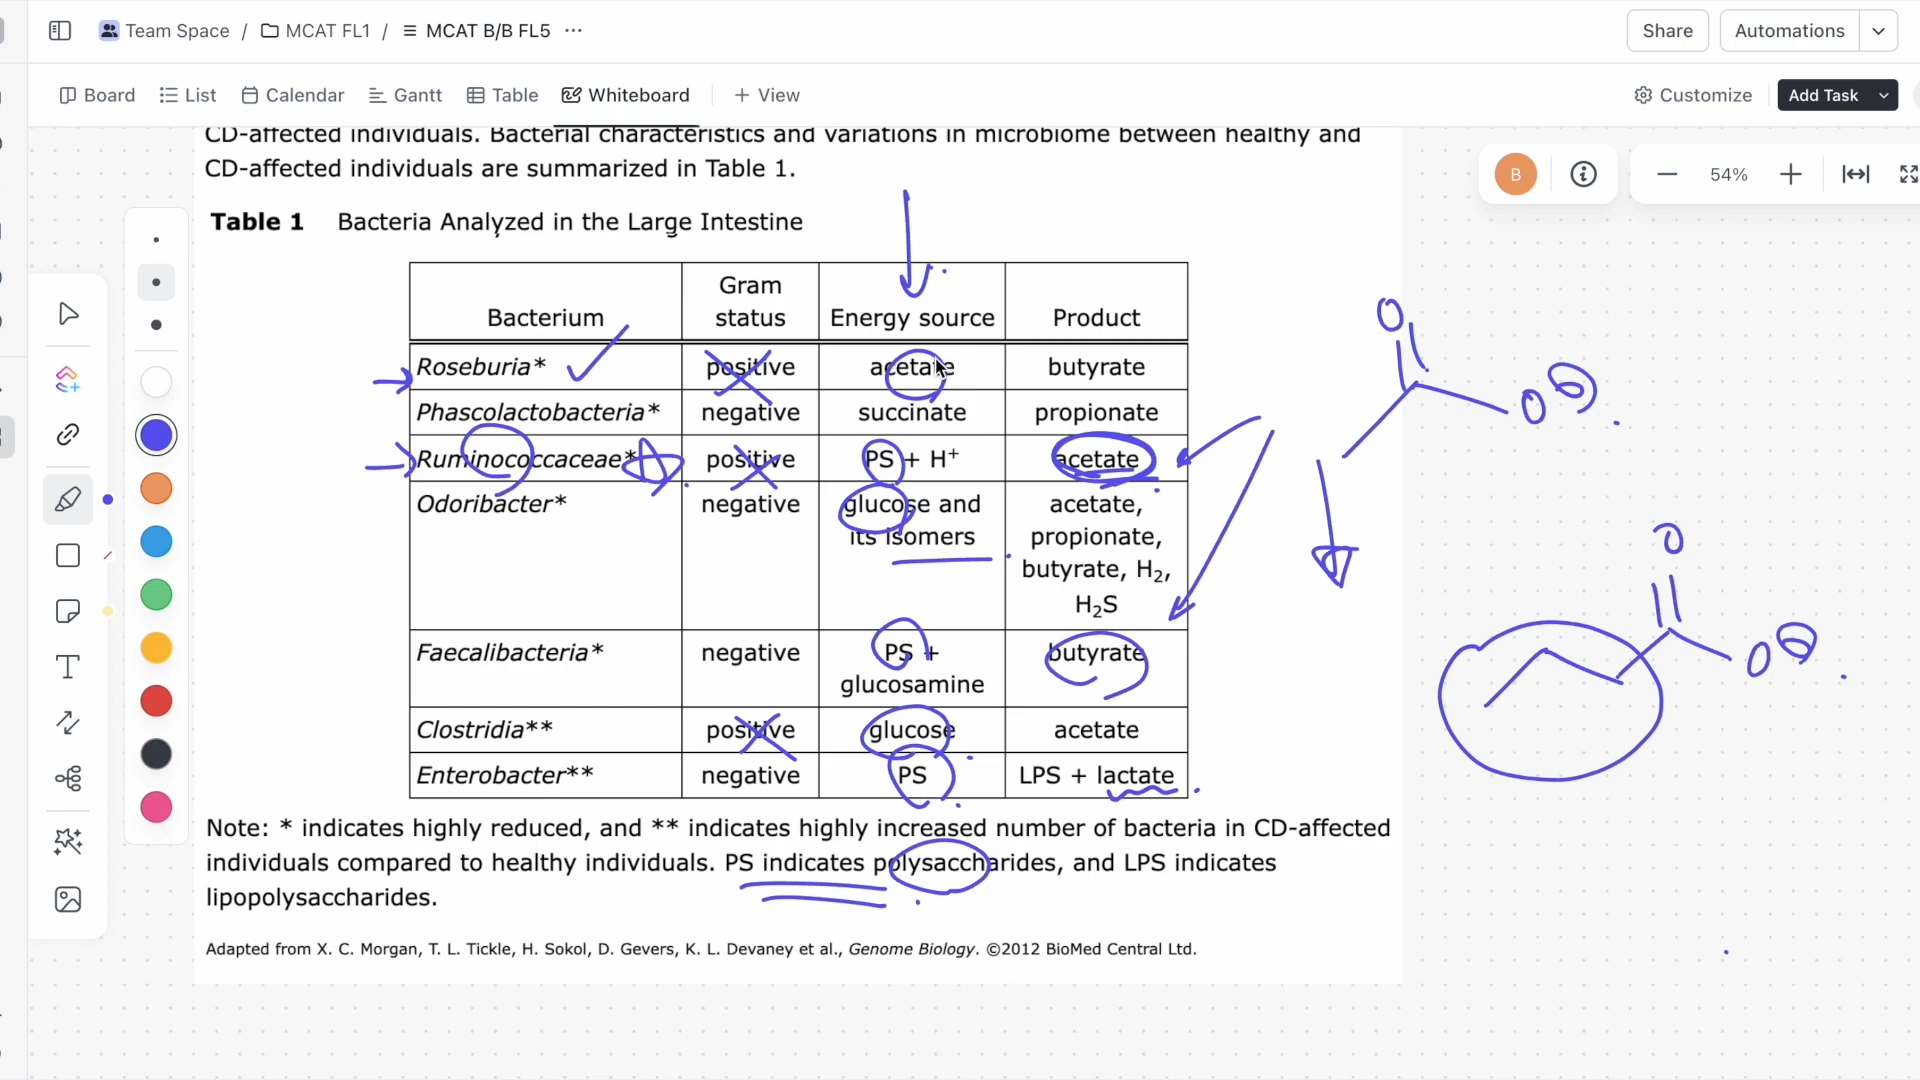 Team Space / MCAT FL1 / MCAT B/B FL5 ...
Share
Automations
Board List Calendar Gantt Table Whiteboard + View
Customize
Add Task
CD-affected individuals. Bacterial characteristics and variations in microbiome between healthy and
CD-affected individuals are summarized in Table 1.
B
54%
Table 1 Bacteria Analyzed in the Large Intestine
Bacterium Gram status Energy source Product
Roseburia* positive acetate butyrate
Phascolactobacteria* negative succinate propionate
Ruminococcaceae* positive PS + H⁺ acetate
Odoribacter* negative glucose and acetate,
its isomers propionate,
butyrate, H₂,
H₂S
Faecalibacteria* negative PS + butyrate
glucosamine
Clostridia** positive glucose acetate
Enterobacter** negative PS LPS + lactate
Note: * indicates highly reduced, and ** indicates highly increased number of bacteria in CD-affected
individuals compared to healthy individuals. PS indicates polysaccharides, and LPS indicates
lipopolysaccharides.
Adapted from X. C. Morgan, T. L. Tickle, H. Sokol, D. Gevers, K. L. Devaney et al., Genome Biology. ©2012 BioMed Central Ltd.
O
O⊖
O
O⊖